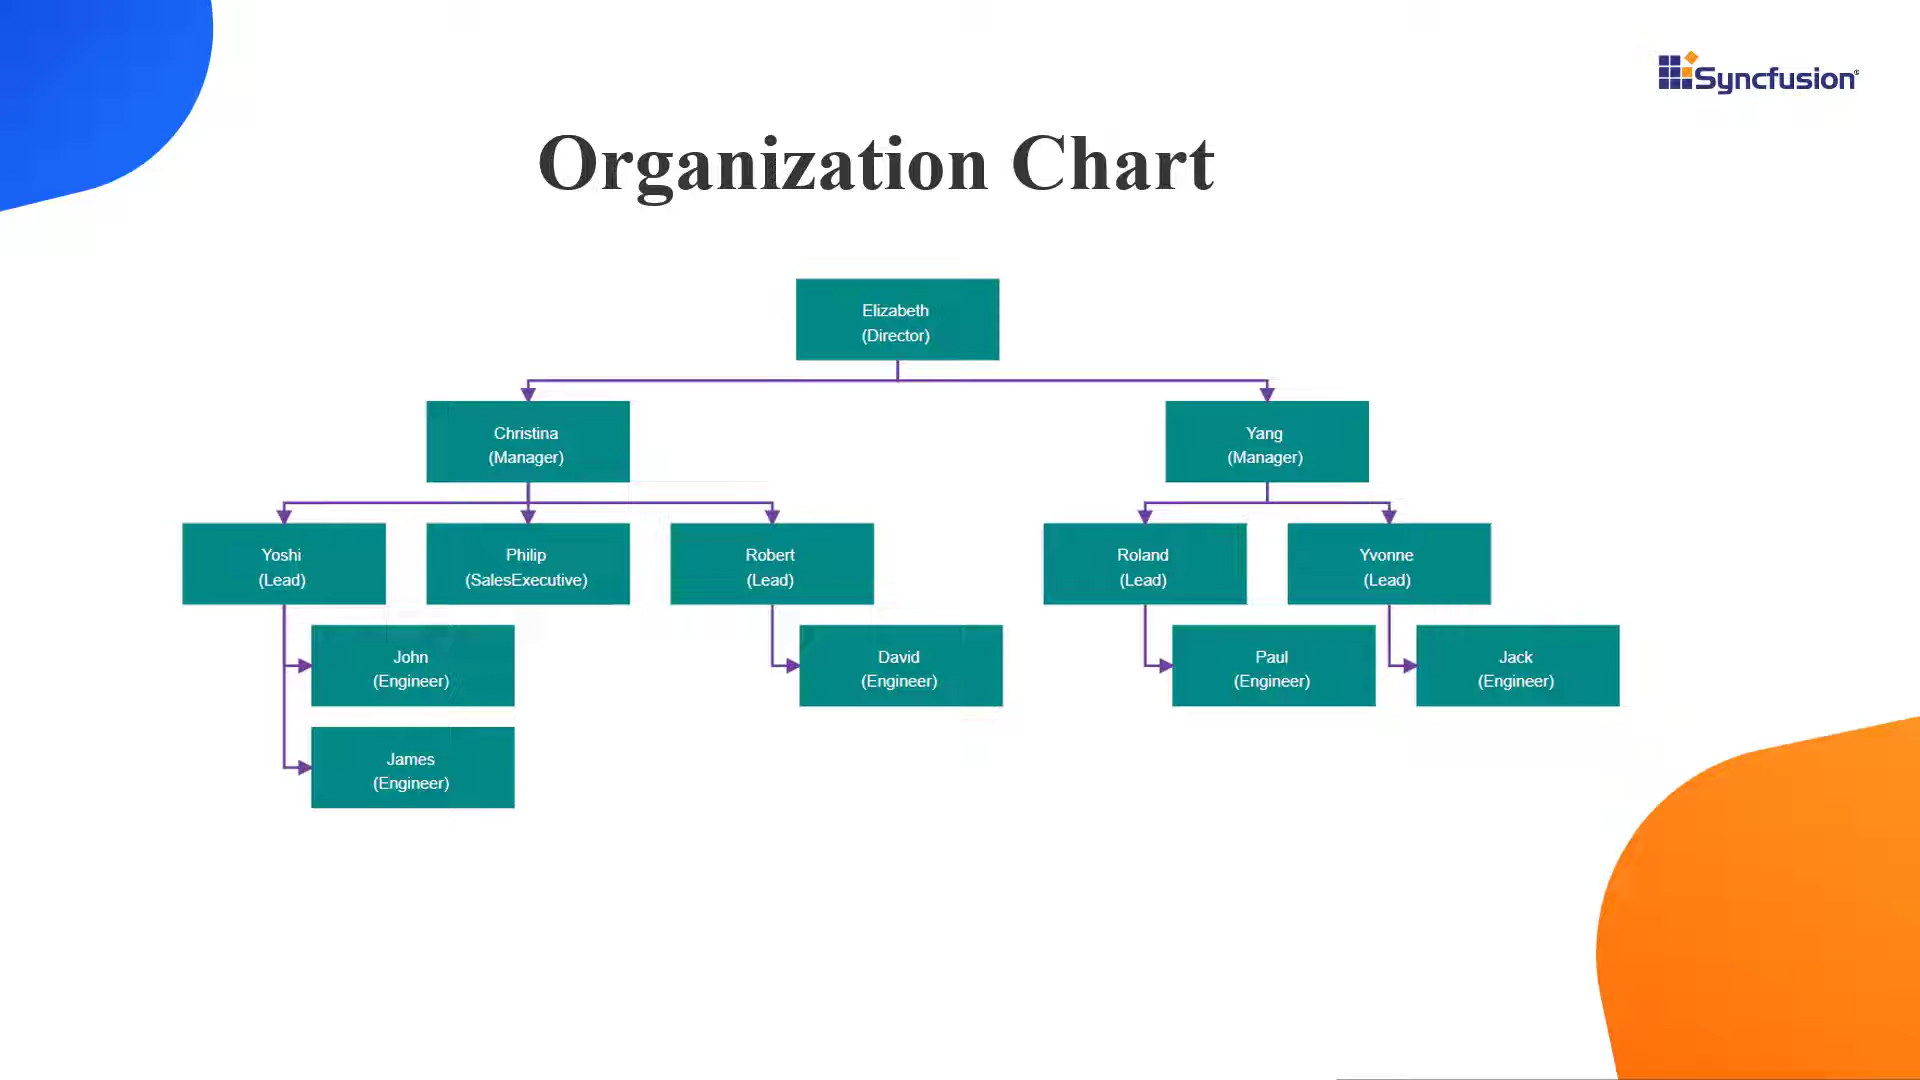 Syncfusion®
Organization Chart
Elizabeth
(Director)
Christina
(Manager)
Yang
(Manager)
Yoshi
(Lead)
Philip
(SalesExecutive)
Robert
(Lead)
Roland
(Lead)
Yvonne
(Lead)
John
(Engineer)
David
(Engineer)
Paul
(Engineer)
Jack
(Engineer)
James
(Engineer)